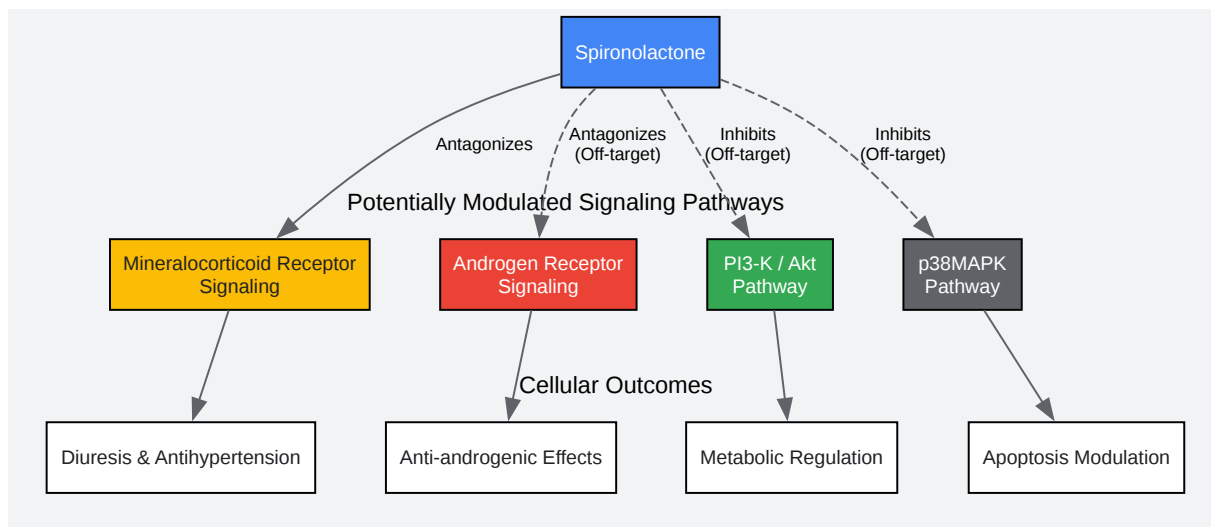 Spironolactone
Antagonizes
Antagonizes
(Off-target)
Inhibits
(Off-target)
Inhibits
(Off-target)
Potentially Modulated Signaling Pathways
Mineralocorticoid Receptor
Signaling
Androgen Receptor
Signaling
PI3-K / Akt
Pathway
p38MAPK
Pathway
Cellular Outcomes
Diuresis & Antihypertension
Anti-androgenic Effects
Metabolic Regulation
Apoptosis Modulation